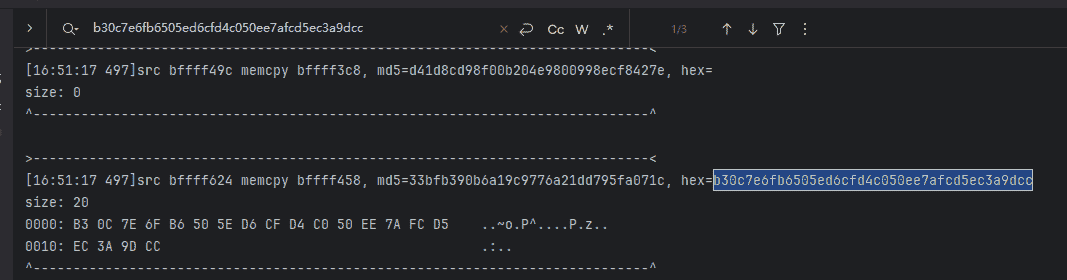 b30c7e6fb6505ed6cfd4c050ee7afcd5ec3a9dcc × Cc W .* 1/3
>-----------------------------------------------------------------------------<
[16:51:17 497]src bffff49c memcpy bffff3c8, md5=d41d8cd98f00b204e9800998ecf8427e, hex=
size: 0
^-----------------------------------------------------------------------------^
>-----------------------------------------------------------------------------<
[16:51:17 497]src bffff624 memcpy bffff458, md5=33bfb390b6a19c9776a21dd795fa071c, hex=b30c7e6fb6505ed6cfd4c050ee7afcd5ec3a9dcc
size: 20
0000: B3 0C 7E 6F B6 50 5E D6 CF D4 C0 50 EE 7A FC D5    ..~o.P^....P.z..
0010: EC 3A 9D CC                                        .:..
^-----------------------------------------------------------------------------^